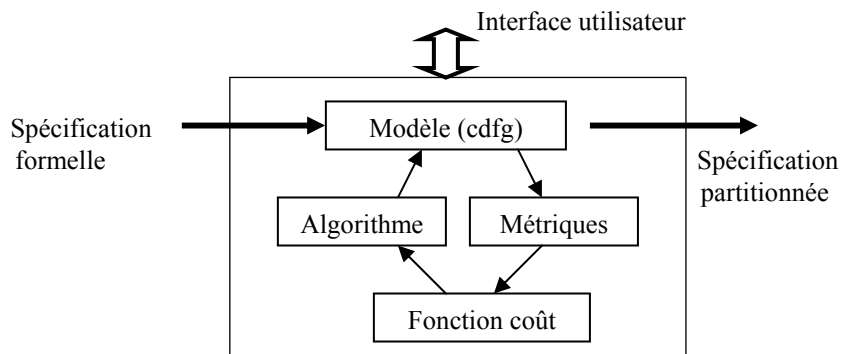 Interface utilisateur
Spécification
formelle
Modèle (cdfg)
Spécification
partitionnée
Algorithme
Métriques
Fonction coût